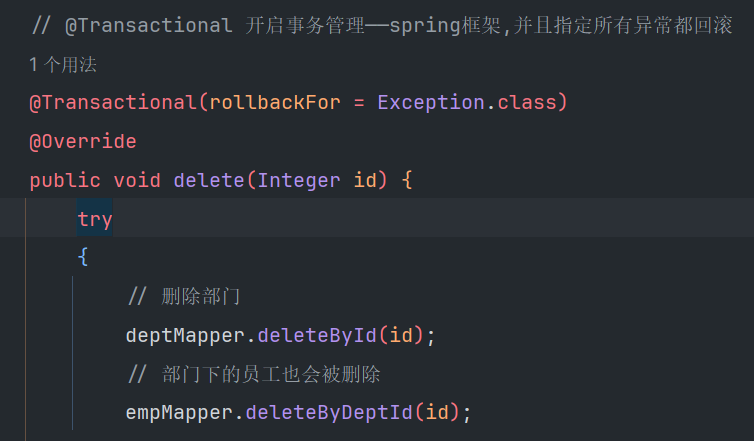 // @Transactional 开启事务管理——spring框架,并且指定所有异常都回滚
1 个用法
@Transactional(rollbackFor = Exception.class)
@Override
public void delete(Integer id) {
try
{
// 删除部门
deptMapper.deleteById(id);
// 部门下的员工也会被删除
empMapper.deleteByDeptId(id);